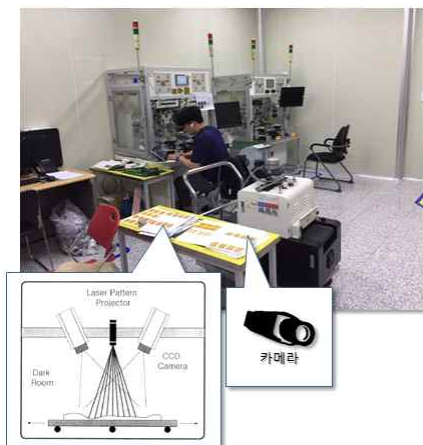 Laser Pattern
Projector
Dark
Room
CCD
Camera
카메라